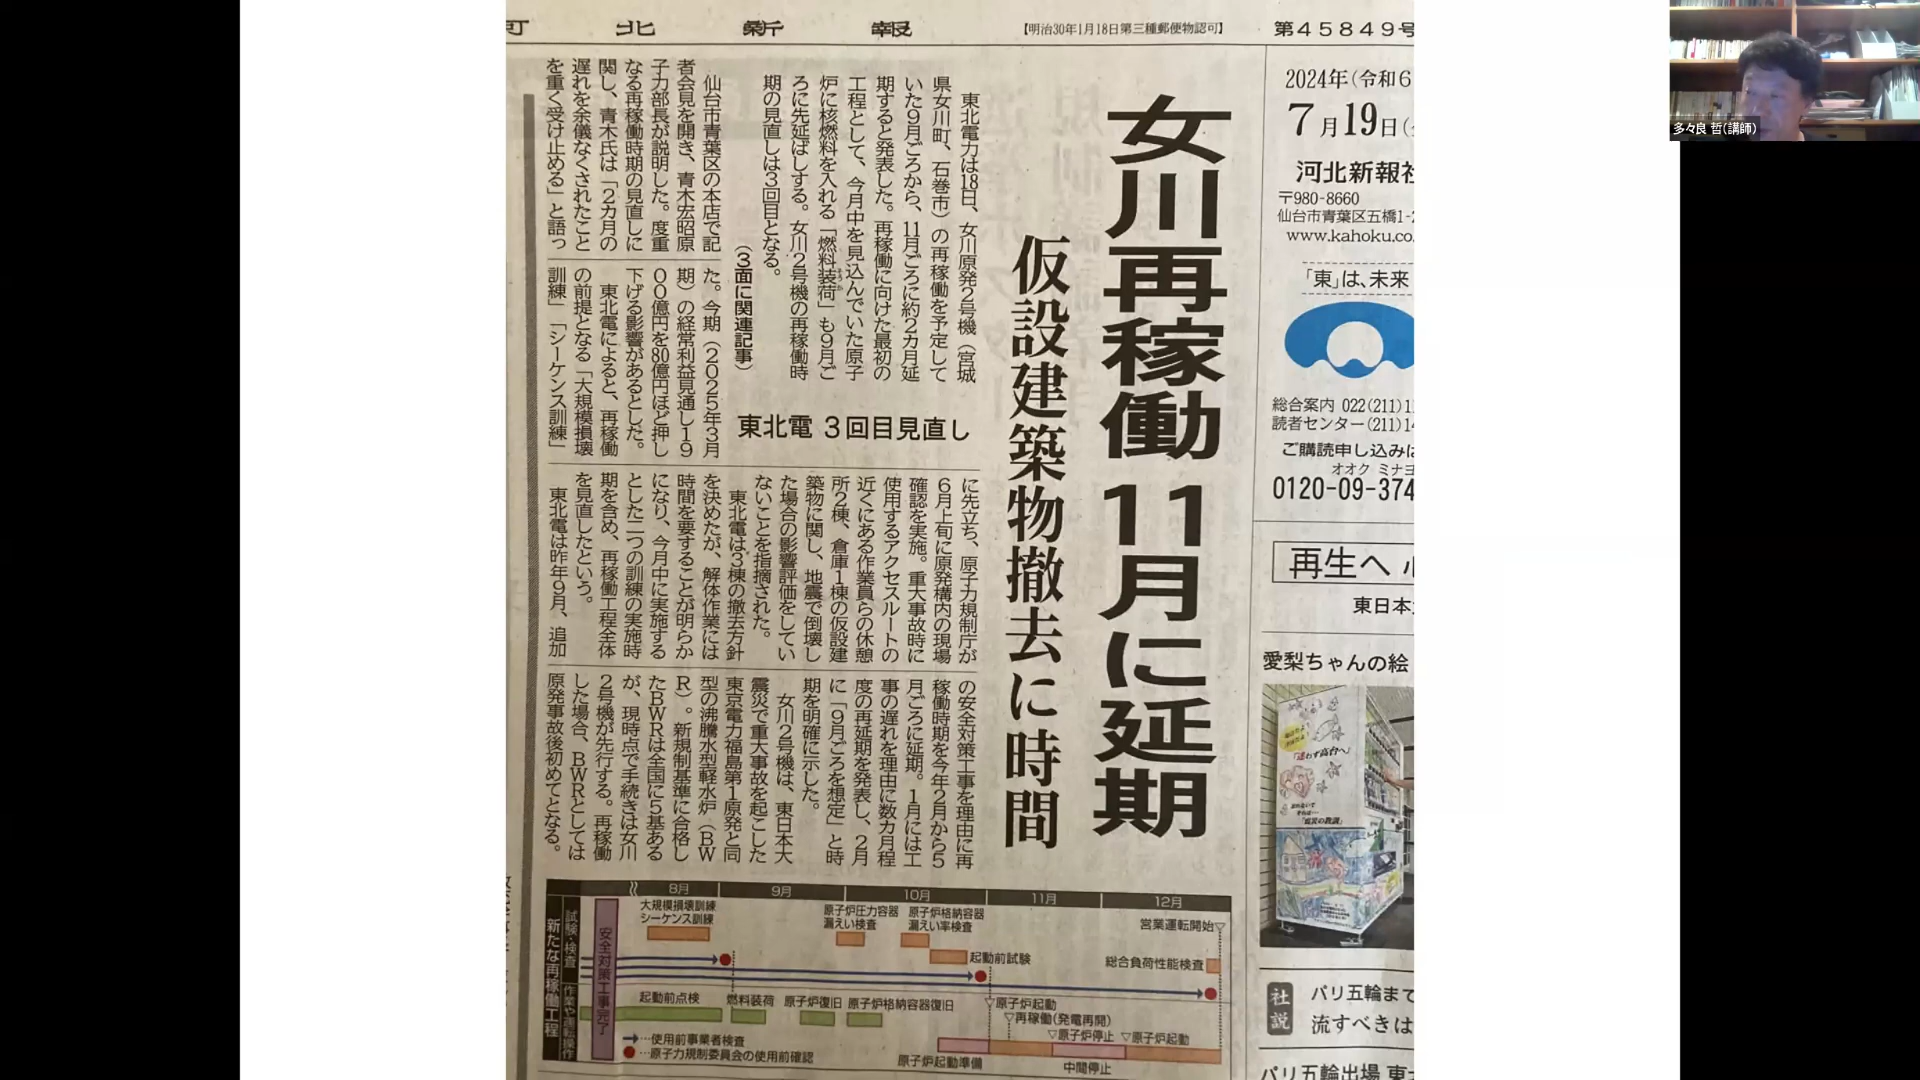 河北新報
【明治30年1月18日第三種郵便物認可】
第45849号
2024年(令和6
7月19日(
河北新報社
〒980-8660
仙台市青葉区五橋1-2
www.kahoku.co.
「東」は、未来
総合案内 022(211)1
読者センター(211)14
ご購読申し込みは
オオク ミナヨ
0120-09-374
再生へ 心
東日本
愛梨ちゃんの絵
社説
パリ五輪まで
流すべきは
パリ五輪出場 東北
女川再稼働 11月に延期
仮設建築物撤去に時間
東北電 3回目見直し
東北電力は18日、女川原発2号機(宮城
県女川町、石巻市)の再稼働を予定して
いた9月ごろから、11月ごろに約2カ月延
期すると発表した。再稼働に向けた最初の
工程として、今月中を見込んでいた原子
炉に核燃料を入れる「燃料装荷」も9月ご
ろに先延ばしする。女川2号機の再稼働時
期の見直しは3回目となる。
(3面に関連記事)
仙台市青葉区の本店で記
者会見を開き、青木宏昭原
子力部長が説明した。度重
なる再稼働時期の見直しに
関し、青木氏は「2カ月の
遅れを余儀なくされたこと
を重く受け止める」と語っ
た。今期(2025年3月
期)の経常利益見通し19
00億円を80億円ほど押し
下げる影響があるとした。
東北電によると、再稼働
の前提となる「大規模損壊
訓練」「シーケンス訓練」
に先立ち、原子力規制庁が
6月上旬に原発構内の現場
確認を実施。重大事故時に
使用するアクセスルートの
近くにある作業員らの休憩
所2棟、倉庫1棟の仮設建
築物に関し、地震で倒壊し
た場合の影響評価をしてい
ないことを指摘された。
東北電は3棟の撤去方針
を決めたが、解体作業には
時間を要することが明らか
になり、今月中に実施する
とした二つの訓練の実施時
期を含め、再稼働工程全体
を見直したという。
東北電は昨年9月、追加
の安全対策工事を理由に再
稼働時期を今年2月から5
月ごろに延期。1月には工
事の遅れを理由に数カ月程
度の再延期を発表し、2月
に「9月ごろを想定」と時
期を明確に示した。
女川2号機は、東日本大
震災で重大事故を起こした
東京電力福島第1原発と同
型の沸騰水型軽水炉(BW
R)。新規制基準に合格し
たBWRは全国に5基ある
が、現時点で手続きは女川
2号機が先行する。再稼働
した場合、BWRとしては
原発事故後初めてとなる。
8月 9月 10月 11月 12月
新たな再稼働工程
試験・検査
作業や運転操作
安全対策工事完了
大規模損壊訓練
シーケンス訓練
原子炉圧力容器
漏えい検査
原子炉格納容器
漏えい率検査
起動前試験
営業運転開始▽
総合負荷性能検査
起動前点検
燃料装荷
原子炉復旧
原子炉格納容器復旧
▽原子炉起動
▽再稼働(発電再開)
▽原子炉停止
▽原子炉起動
原子炉起動準備
中間停止
…使用前事業者検査
…原子力規制委員会の使用前確認
多々良 哲(講師)